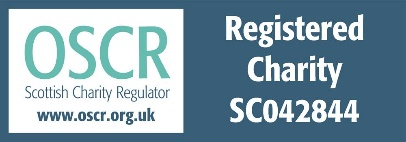 OSCR
Scottish Charity Regulator
www.oscr.org.uk
Registered
Charity
SC042844